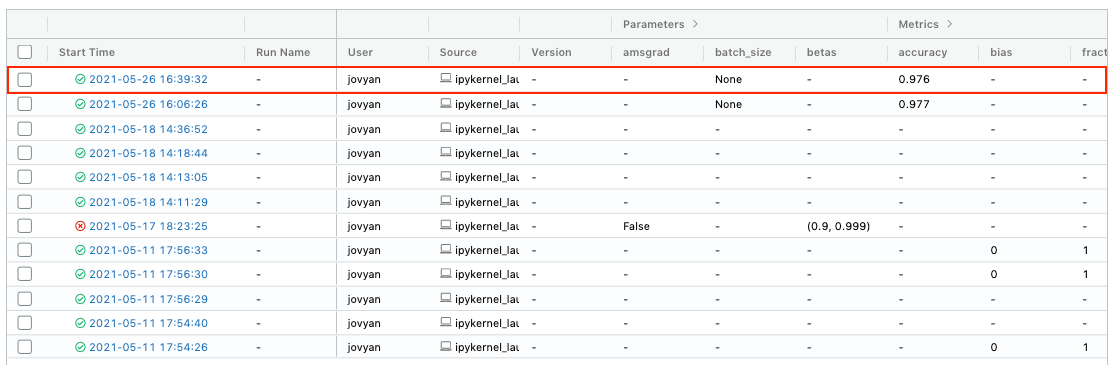 Parameters > Metrics >
Start Time Run Name User Source Version amsgrad batch_size betas accuracy bias fract
2021-05-26 16:39:32 - jovyan ipykernel_lau - - None - 0.976 - -
2021-05-26 16:06:26 - jovyan ipykernel_lau - - None - 0.977 - -
2021-05-18 14:36:52 - jovyan ipykernel_lau - - - - - - -
2021-05-18 14:18:44 - jovyan ipykernel_lau - - - - - - -
2021-05-18 14:13:05 - jovyan ipykernel_lau - - - - - - -
2021-05-18 14:11:29 - jovyan ipykernel_lau - - - - - - -
2021-05-17 18:23:25 - jovyan ipykernel_lau - False - (0.9, 0.999) - - -
2021-05-11 17:56:33 - jovyan ipykernel_lau - - - - - 0 1
2021-05-11 17:56:30 - jovyan ipykernel_lau - - - - - 0 1
2021-05-11 17:56:29 - jovyan ipykernel_lau - - - - - - -
2021-05-11 17:54:40 - jovyan ipykernel_lau - - - - - - -
2021-05-11 17:54:26 - jovyan ipykernel_lau - - - - - 0 1